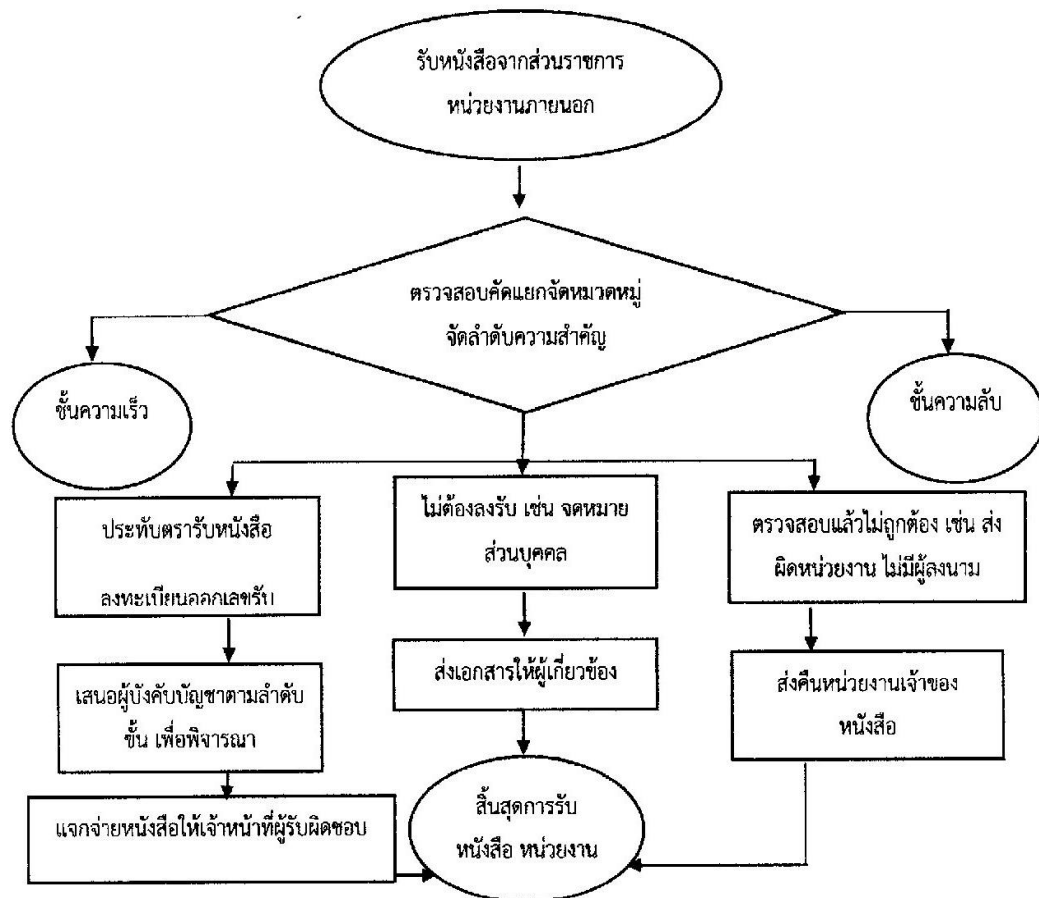 รับหนังสือจากส่วนราชการ
หน่วยงานภายนอก
ตรวจสอบคัดแยกจัดหมวดหมู่
จัดลำดับความสำคัญ
ชั้นความเร็ว
ชั้นความลับ
ประทับตรารับหนังสือ
ลงทะเบียนออกเลขรับ
ไม่ต้องลงรับ เช่น จดหมาย
ส่วนบุคคล
ตรวจสอบแล้วไม่ถูกต้อง เช่น ส่ง
ผิดหน่วยงาน ไม่มีผู้ลงนาม
เสนอผู้บังคับบัญชาตามลำดับ
ชั้น เพื่อพิจารณา
ส่งเอกสารให้ผู้เกี่ยวข้อง
ส่งคืนหน่วยงานเจ้าของ
หนังสือ
แจกจ่ายหนังสือให้เจ้าหน้าที่ผู้รับผิดชอบ
สิ้นสุดการรับ
หนังสือ หน่วยงาน